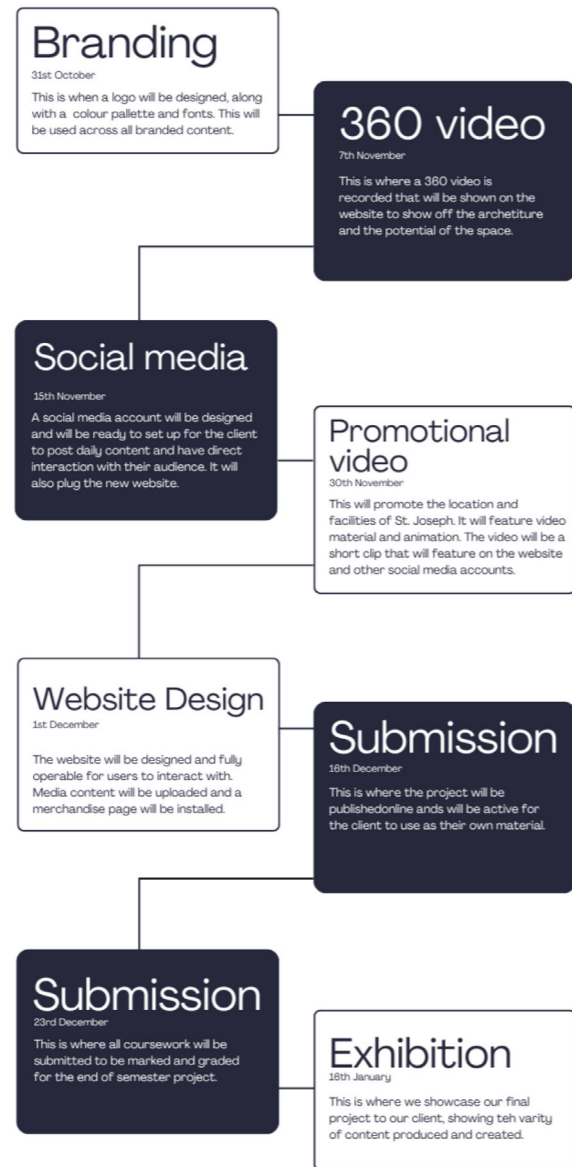 Branding
31st October
This is when a logo will be designed, along
with a colour pallette and fonts. This will
be used across all branded content.
360 video
7th November
This is where a 360 video is
recorded that will be shown on the
website to show off the archetiture
and the potential of the space.
Social media
15th November
A social media account will be designed
and will be ready to set up for the client
to post daily content and have direct
interaction with their audience. It will
also plug the new website.
Promotional
video
30th November
This will promote the location and
facilities of St. Joseph. It will feature video
material and animation. The video will be a
short clip that will feature on the website
and other social media accounts.
Website Design
1st December
The website will be designed and fully
operable for users to interact with.
Media content will be uploaded and a
merchandise page will be installed.
Submission
16th December
This is where the project will be
publishedonline ands will be active for
the client to use as their own material.
Submission
23rd December
This is where all coursework will be
submitted to be marked and graded
for the end of semester project.
Exhibition
16th January
This is where we showcase our final
project to our client, showing teh varity
of content produced and created.